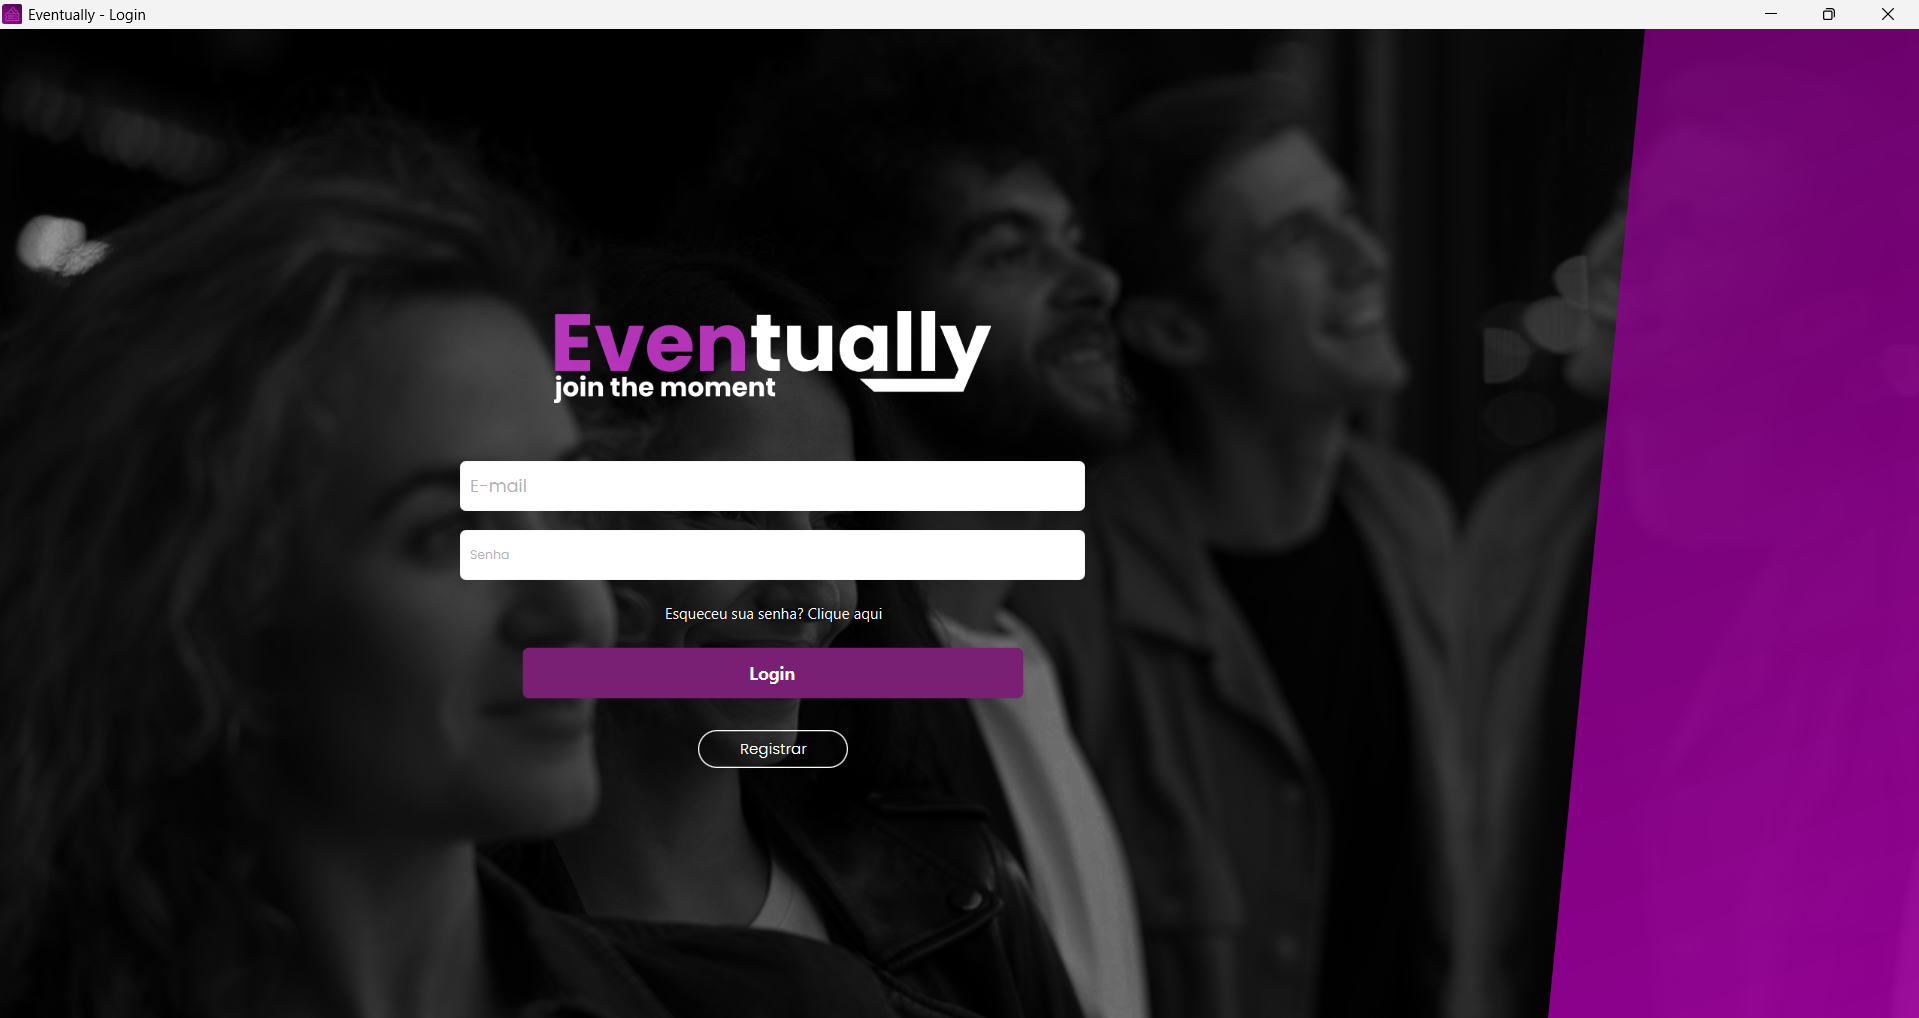 Eventually - Login
Eventually
join the moment
E-mail
Senha
Esqueceu sua senha? Clique aqui
Login
Registrar